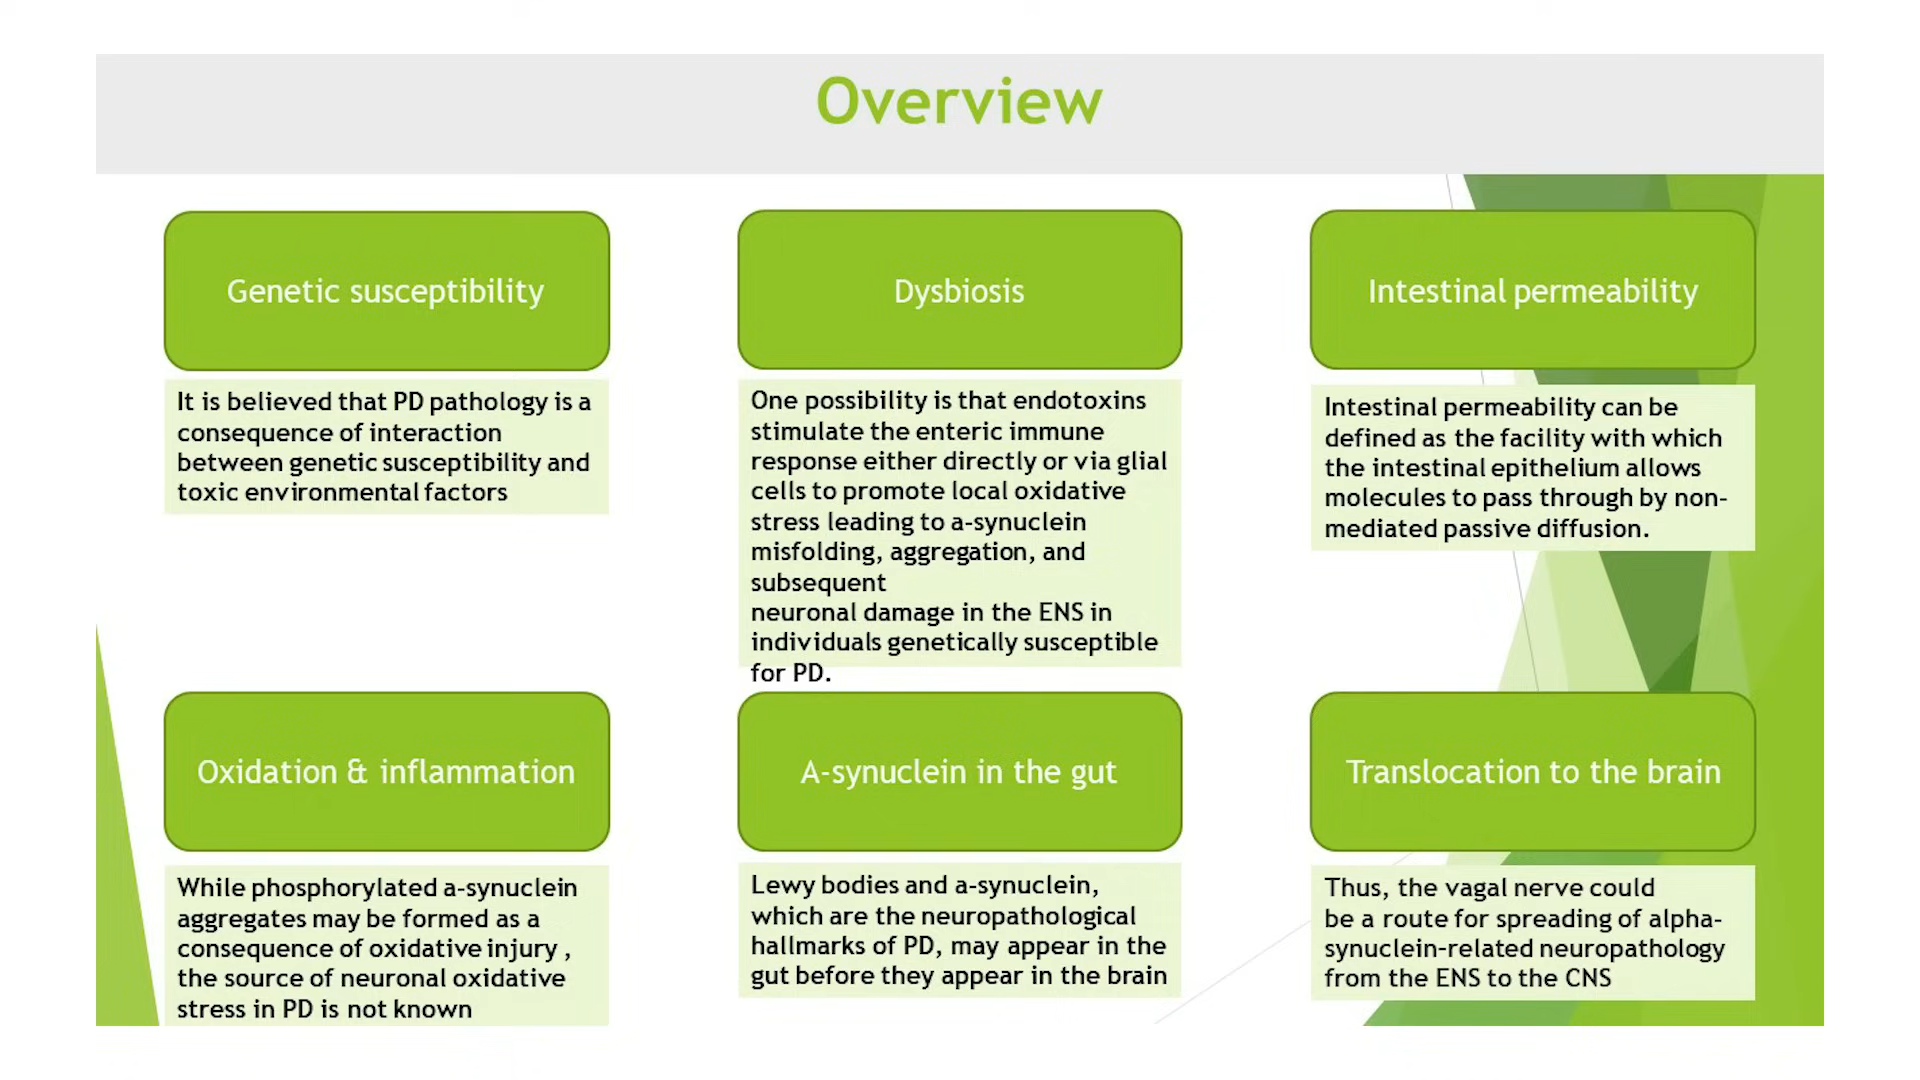 Overview
Genetic susceptibility
It is believed that PD pathology is a
consequence of interaction
between genetic susceptibility and
toxic environmental factors
Dysbiosis
One possibility is that endotoxins
stimulate the enteric immune
response either directly or via glial
cells to promote local oxidative
stress leading to a-synuclein
misfolding, aggregation, and
subsequent
neuronal damage in the ENS in
individuals genetically susceptible
for PD.
Intestinal permeability
Intestinal permeability can be
defined as the facility with which
the intestinal epithelium allows
molecules to pass through by non-
mediated passive diffusion.
Oxidation & inflammation
While phosphorylated a-synuclein
aggregates may be formed as a
consequence of oxidative injury ,
the source of neuronal oxidative
stress in PD is not known
A-synuclein in the gut
Lewy bodies and a-synuclein,
which are the neuropathological
hallmarks of PD, may appear in the
gut before they appear in the brain
Translocation to the brain
Thus, the vagal nerve could
be a route for spreading of alpha-
synuclein-related neuropathology
from the ENS to the CNS